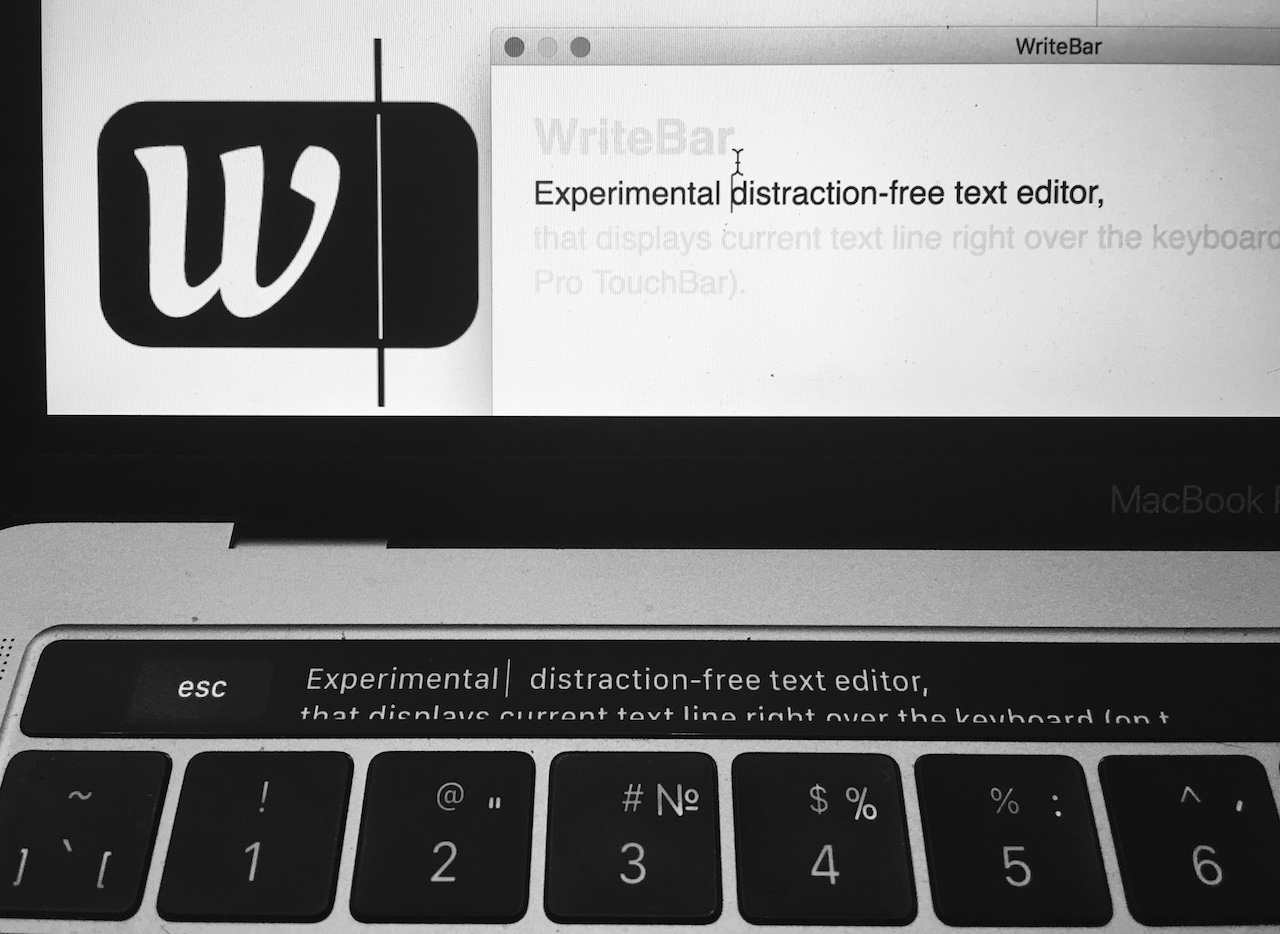 w
WriteBar
WriteBar
Experimental distraction-free text editor,
that displays current text line right over the keyboard
Pro TouchBar).
MacBook
esc
Experimental distraction-free text editor,
that displays current text line right over the keyboard (on t
~
] ` [
!
1
@ "
2
# №
3
$ %
4
% :
5
^ ,
6